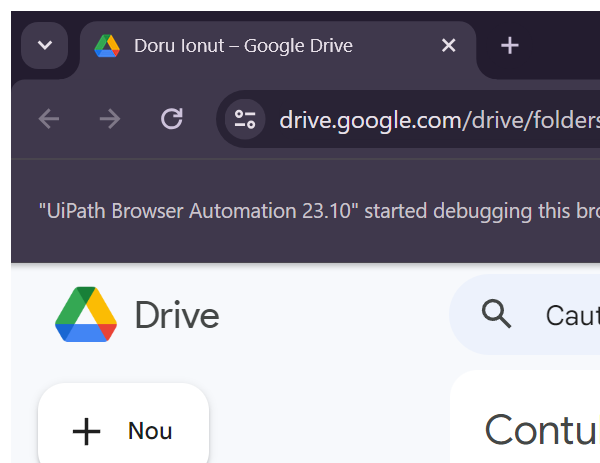 Doru Ionut – Google Drive
drive.google.com/drive/folders
"UiPath Browser Automation 23.10" started debugging this bro
Drive
Caut
Nou
Contu